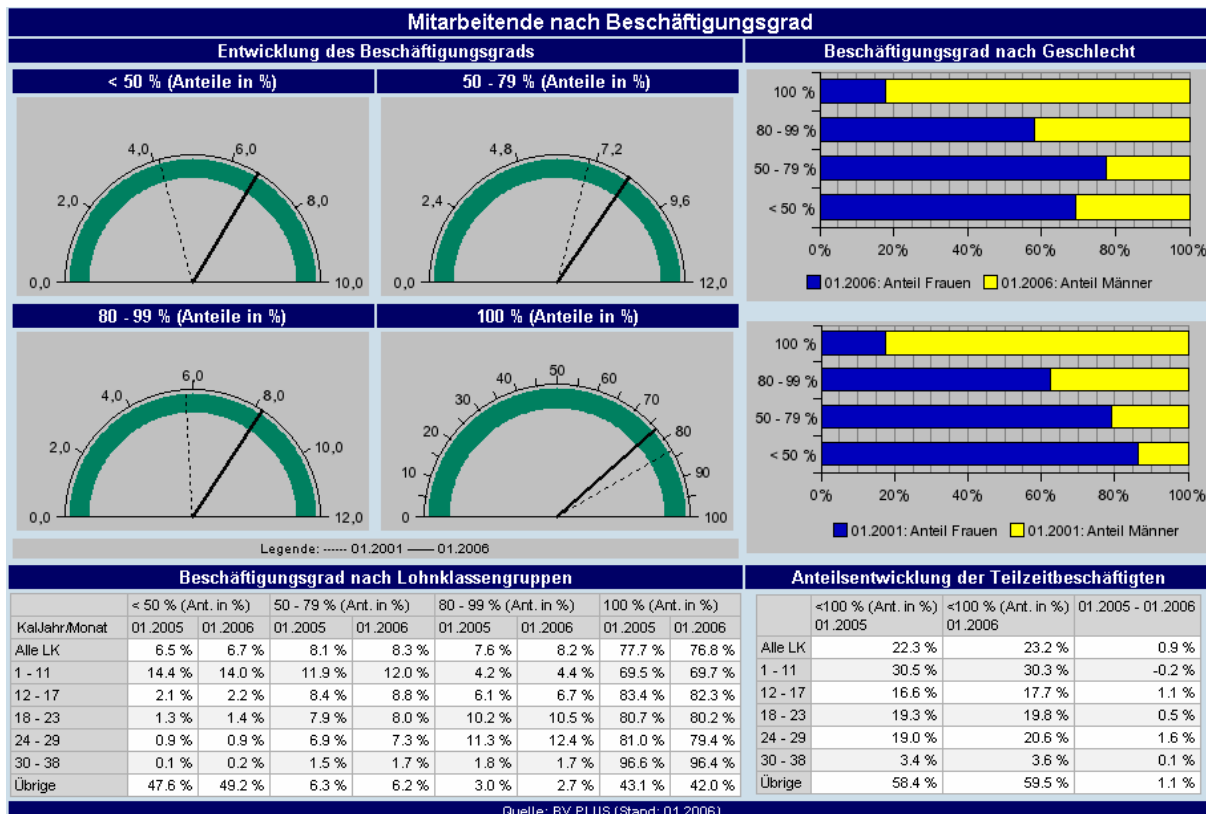 Mitarbeitende nach Beschäftigungsgrad
Entwicklung des Beschäftigungsgrads
< 50 % (Anteile in %)
0,0 2,0 4,0 6,0 8,0 10,0
50 - 79 % (Anteile in %)
0,0 2,4 4,8 7,2 9,6 12,0
80 - 99 % (Anteile in %)
0,0 2,0 4,0 6,0 8,0 10,0 12,0
100 % (Anteile in %)
0 10 20 30 40 50 60 70 80 90 100
Legende: ------ 01.2001 —— 01.2006
Beschäftigungsgrad nach Geschlecht
100 %
80 - 99 %
50 - 79 %
< 50 %
0% 20% 40% 60% 80% 100%
01.2006: Anteil Frauen 01.2006: Anteil Männer
100 %
80 - 99 %
50 - 79 %
< 50 %
0% 20% 40% 60% 80% 100%
01.2001: Anteil Frauen 01.2001: Anteil Männer
Beschäftigungsgrad nach Lohnklassengruppen
< 50 % (Ant. in %) 50 - 79 % (Ant. in %) 80 - 99 % (Ant. in %) 100 % (Ant. in %)
KalJahr/Monat 01.2005 01.2006 01.2005 01.2006 01.2005 01.2006 01.2005 01.2006
Alle LK 6.5 % 6.7 % 8.1 % 8.3 % 7.6 % 8.2 % 77.7 % 76.8 %
1 - 11 14.4 % 14.0 % 11.9 % 12.0 % 4.2 % 4.4 % 69.5 % 69.7 %
12 - 17 2.1 % 2.2 % 8.4 % 8.8 % 6.1 % 6.7 % 83.4 % 82.3 %
18 - 23 1.3 % 1.4 % 7.9 % 8.0 % 10.2 % 10.5 % 80.7 % 80.2 %
24 - 29 0.9 % 0.9 % 6.9 % 7.3 % 11.3 % 12.4 % 81.0 % 79.4 %
30 - 38 0.1 % 0.2 % 1.5 % 1.7 % 1.8 % 1.7 % 96.6 % 96.4 %
Übrige 47.6 % 49.2 % 6.3 % 6.2 % 3.0 % 2.7 % 43.1 % 42.0 %
Anteilsentwicklung der Teilzeitbeschäftigten
<100 % (Ant. in %) <100 % (Ant. in %) 01.2005 - 01.2006
01.2005 01.2006
Alle LK 22.3 % 23.2 % 0.9 %
1 - 11 30.5 % 30.3 % -0.2 %
12 - 17 16.6 % 17.7 % 1.1 %
18 - 23 19.3 % 19.8 % 0.5 %
24 - 29 19.0 % 20.6 % 1.6 %
30 - 38 3.4 % 3.6 % 0.1 %
Übrige 58.4 % 59.5 % 1.1 %
Quelle: BV PLUS (Stand: 01.2006)